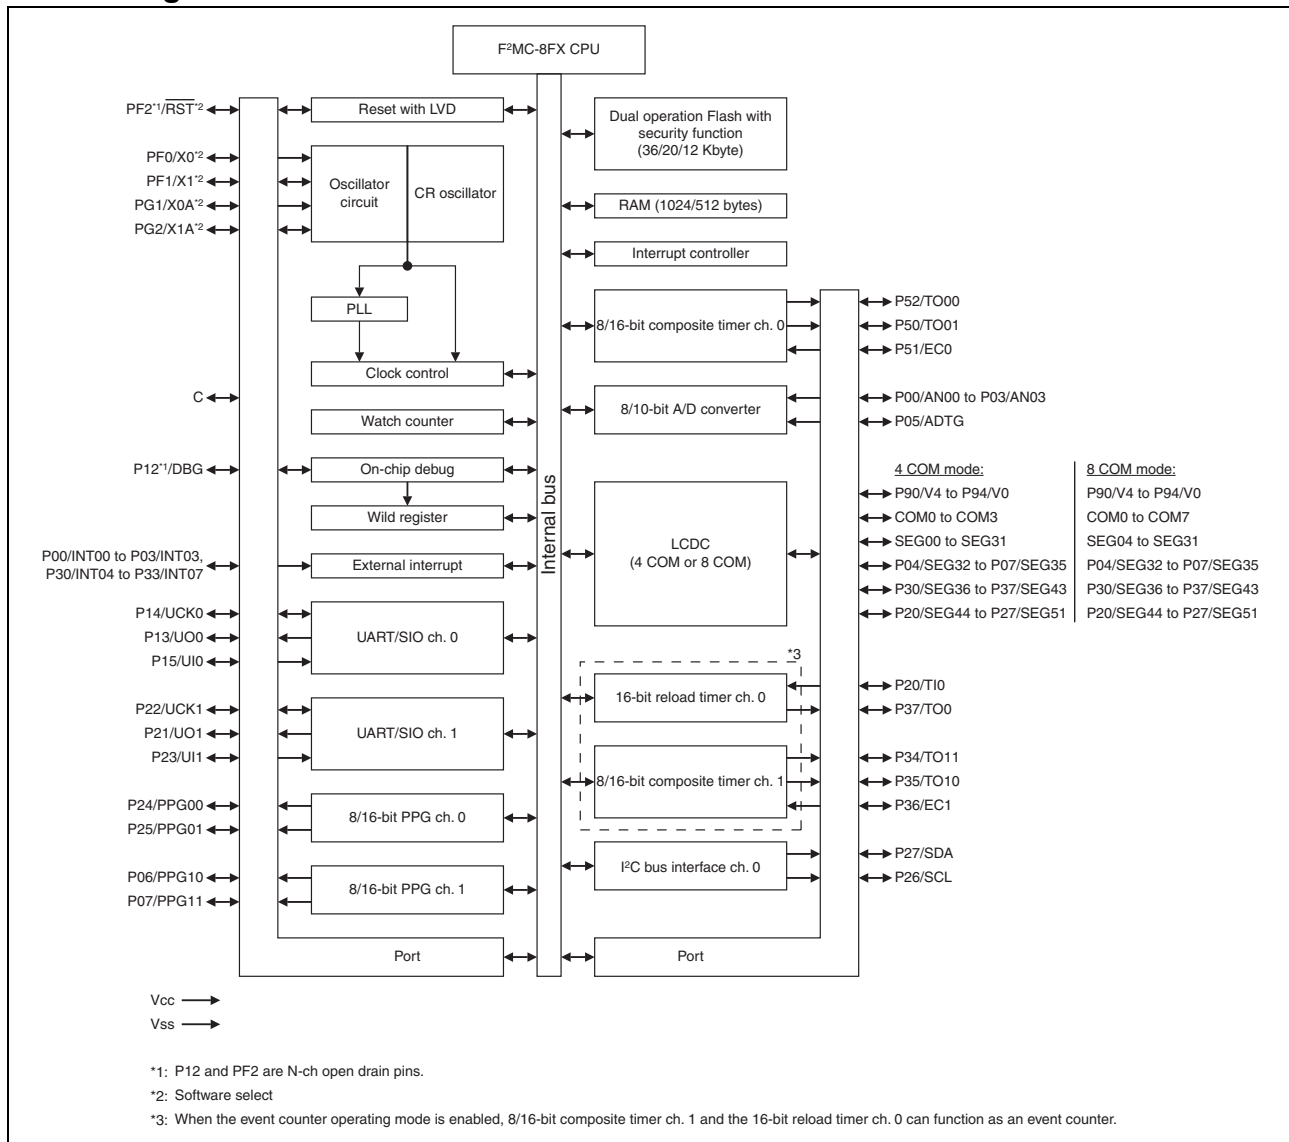 F²MC-8FX CPU
PF2*1/RST*2
Reset with LVD
Dual operation Flash with
security function
(36/20/12 Kbyte)
PF0/X0*2
PF1/X1*2
PG1/X0A*2
PG2/X1A*2
Oscillator
circuit
CR oscillator
RAM (1024/512 bytes)
Interrupt controller
PLL
Clock control
8/16-bit composite timer ch. 0
P52/TO00
P50/TO01
P51/EC0
C
Watch counter
8/10-bit A/D converter
P00/AN00 to P03/AN03
P05/ADTG
P12*1/DBG
On-chip debug
Wild register
Internal bus
LCDC
(4 COM or 8 COM)
4 COM mode:
P90/V4 to P94/V0
COM0 to COM3
SEG00 to SEG31
P04/SEG32 to P07/SEG35
P30/SEG36 to P37/SEG43
P20/SEG44 to P27/SEG51
8 COM mode:
P90/V4 to P94/V0
COM0 to COM7
SEG04 to SEG31
P04/SEG32 to P07/SEG35
P30/SEG36 to P37/SEG43
P20/SEG44 to P27/SEG51
P00/INT00 to P03/INT03,
P30/INT04 to P33/INT07
External interrupt
P14/UCK0
P13/UO0
P15/UI0
UART/SIO ch. 0
*3
16-bit reload timer ch. 0
P20/TI0
P37/TO0
P22/UCK1
P21/UO1
P23/UI1
UART/SIO ch. 1
8/16-bit composite timer ch. 1
P34/TO11
P35/TO10
P36/EC1
P24/PPG00
P25/PPG01
8/16-bit PPG ch. 0
I²C bus interface ch. 0
P27/SDA
P26/SCL
P06/PPG10
P07/PPG11
8/16-bit PPG ch. 1
Port
Port
Vcc
Vss
*1: P12 and PF2 are N-ch open drain pins.
*2: Software select
*3: When the event counter operating mode is enabled, 8/16-bit composite timer ch. 1 and the 16-bit reload timer ch. 0 can function as an event counter.